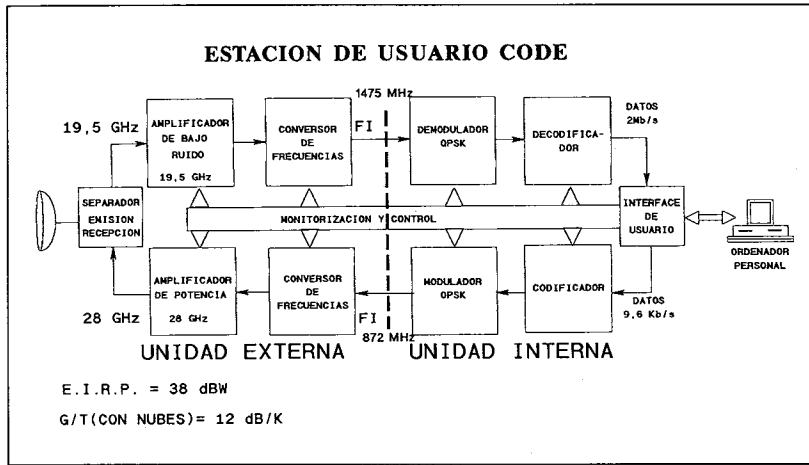 ESTACION DE USUARIO CODE
1475 MHz
19,5 GHz
AMPLIFICADOR
DE BAJO
RUIDO
19,5 GHz
CONVERSOR
DE
FRECUENCIAS
FI
DEMODULADOR
QPSK
DECODIFICA-
DOR
DATOS
2Mb/s
SEPARADOR
EMISION
RECEPCION
MONITORIZACION Y CONTROL
INTERFACE
DE
USUARIO
ORDENADOR
PERSONAL
28 GHz
AMPLIFICADOR
DE POTENCIA
28 GHz
CONVERSOR
DE
FRECUENCIAS
FI
872 MHz
MODULADOR
QPSK
CODIFICADOR
DATOS
9,6 Kb/s
UNIDAD EXTERNA
UNIDAD INTERNA
E.I.R.P. = 38 dBW
G/T(CON NUBES)= 12 dB/K